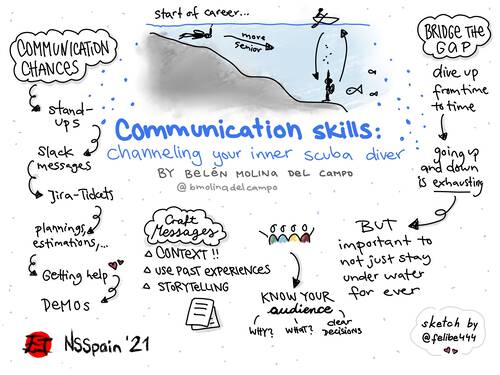 start of career...
more
senior
COMMUNICATION
CHANCES
stand-
ups
Slack
messages
Jira-Tickets
plannings,
estimations,...
Getting help
DEMOS
Communication skills:
channeling your inner scuba diver
BY BELÉN MOLINA DEL CAMPO
@bmolinadelcampo
Craft
Messages
CONTEXT !!
USE PAST EXPERIENCES
STORYTELLING
KNOW YOUR
audience
WHY?
WHAT?
clear
DECISIONS
BRIDGE THE
GAP
dive up
from time
to time
going up
and down
is exhausting
BUT
important to
not just stay
under water
for ever
NSSpain '21
sketch by
@felibe444